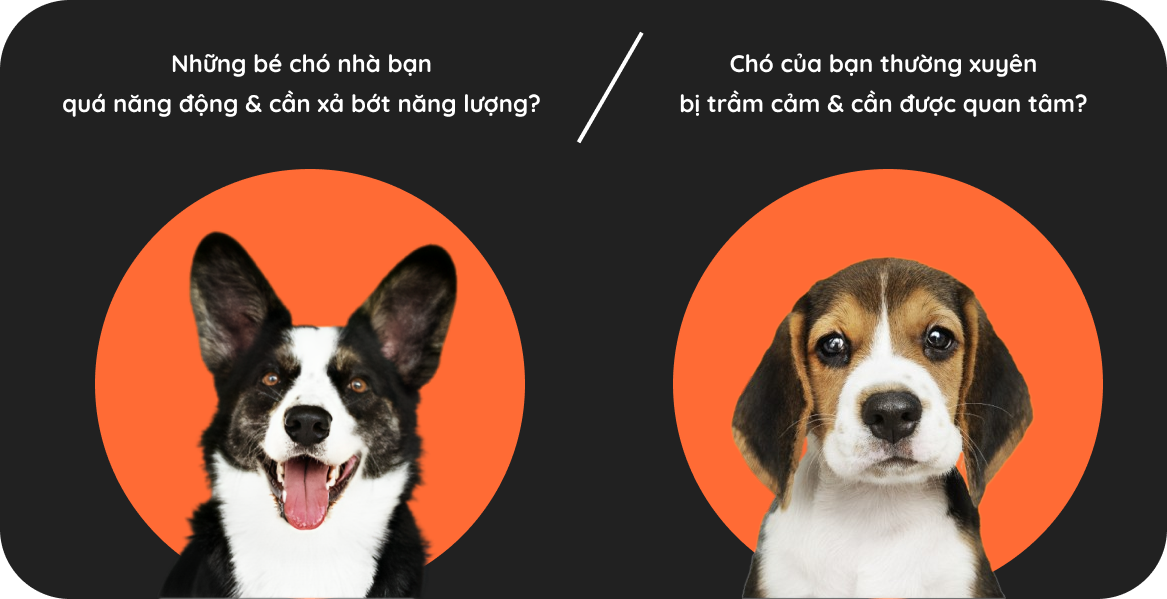 Những bé chó nhà bạn
quá năng động & cần xả bớt năng lượng?
Chó của bạn thường xuyên
bị trầm cảm & cần được quan tâm?